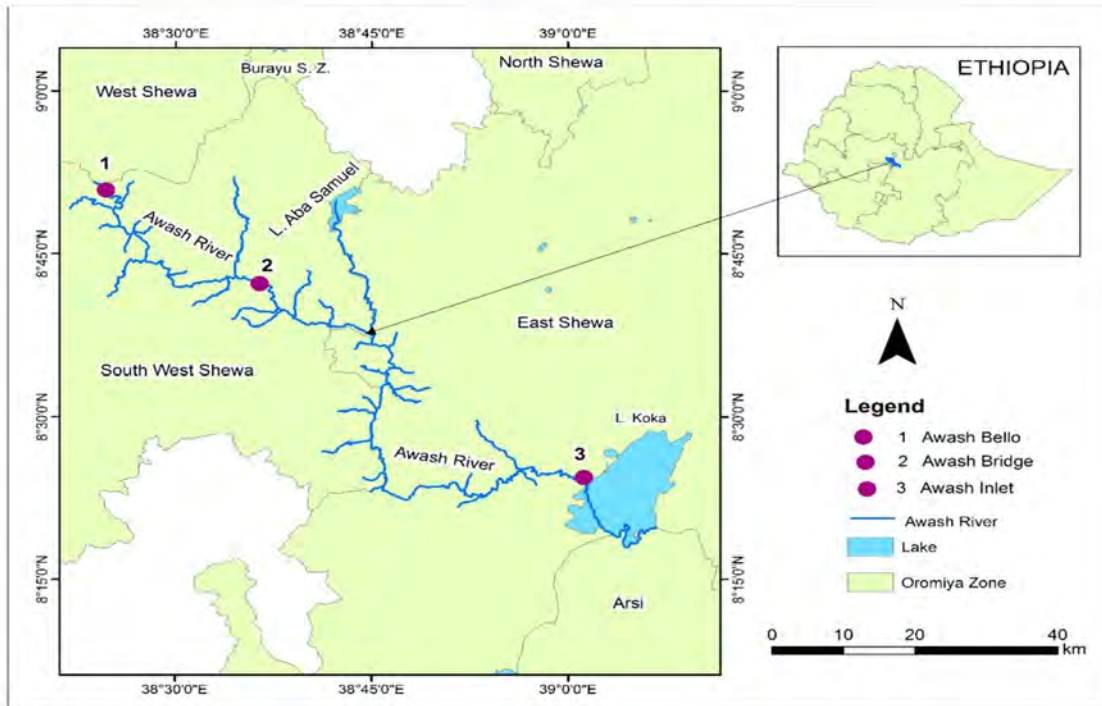 38°30'0"E
38°45'0"E
39°0'0"E
Burayu S. Z.
North Shewa
West Shewa
ETHIOPIA
9°0'0"N
9°0'0"N
1
L. Aba Samuel
Awash River
8°45'0"N
8°45'0"N
2
East Shewa
N
South West Shewa
8°30'0"N
8°30'0"N
L. Koka
Awash River
3
Legend
1 Awash Bello
2 Awash Bridge
3 Awash Inlet
Awash River
Lake
Oromiya Zone
8°15'0"N
8°15'0"N
Arsi
0 10 20 40
km
38°30'0"E
38°45'0"E
39°0'0"E